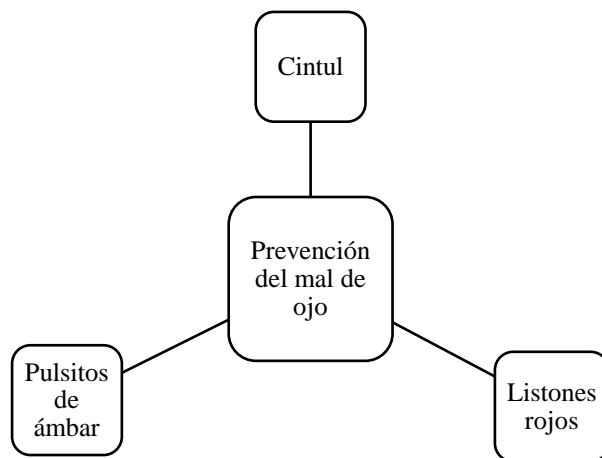 Cintul
Prevención
del mal de
ojo
Pulsitos
de
ámbar
Listones
rojos